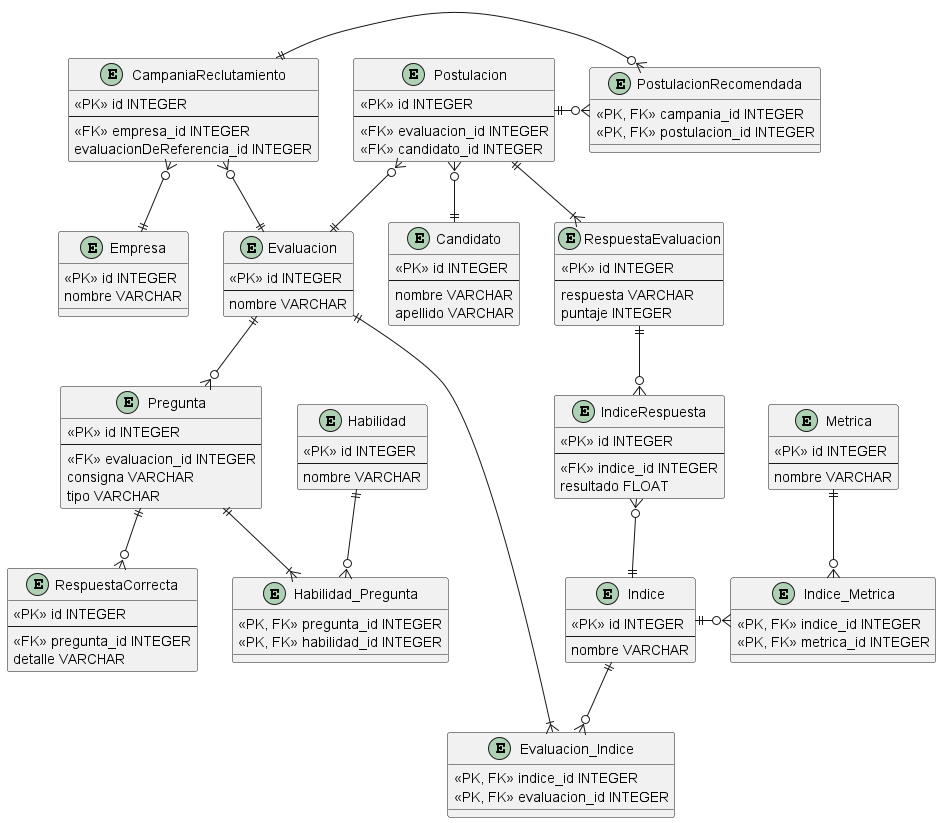 E CampaniaReclutamiento
«PK» id INTEGER
«FK» empresa_id INTEGER
evaluacionDeReferencia_id INTEGER
E Postulacion
«PK» id INTEGER
«FK» evaluacion_id INTEGER
«FK» candidato_id INTEGER
E PostulacionRecomendada
«PK, FK» campania_id INTEGER
«PK, FK» postulacion_id INTEGER
E Empresa
«PK» id INTEGER
nombre VARCHAR
E Evaluacion
«PK» id INTEGER
nombre VARCHAR
E Candidato
«PK» id INTEGER
nombre VARCHAR
apellido VARCHAR
E RespuestaEvaluacion
«PK» id INTEGER
respuesta VARCHAR
puntaje INTEGER
E Pregunta
«PK» id INTEGER
«FK» evaluacion_id INTEGER
consigna VARCHAR
tipo VARCHAR
E Habilidad
«PK» id INTEGER
nombre VARCHAR
E IndiceRespuesta
«PK» id INTEGER
«FK» indice_id INTEGER
resultado FLOAT
E Metrica
«PK» id INTEGER
nombre VARCHAR
E RespuestaCorrecta
«PK» id INTEGER
«FK» pregunta_id INTEGER
detalle VARCHAR
E Habilidad_Pregunta
«PK, FK» pregunta_id INTEGER
«PK, FK» habilidad_id INTEGER
E Indice
«PK» id INTEGER
nombre VARCHAR
E Indice_Metrica
«PK, FK» indice_id INTEGER
«PK, FK» metrica_id INTEGER
E Evaluacion_Indice
«PK, FK» indice_id INTEGER
«PK, FK» evaluacion_id INTEGER